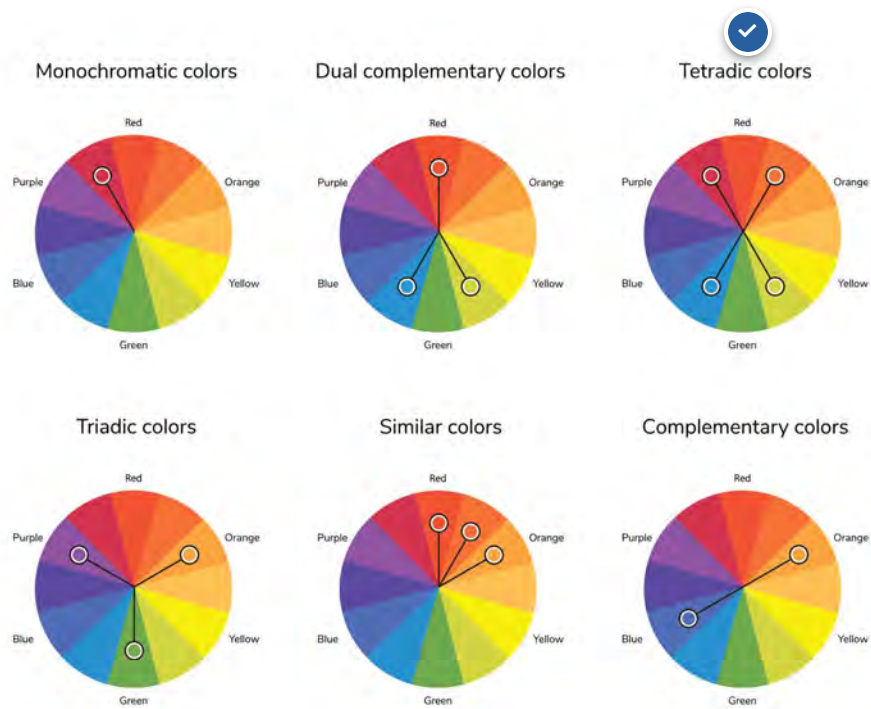 Monochromatic colors
Dual complementary colors
Tetradic colors
Red
Purple
Orange
Blue
Yellow
Green
Red
Purple
Orange
Blue
Yellow
Green
Red
Purple
Orange
Blue
Yellow
Green
Triadic colors
Similar colors
Complementary colors
Red
Purple
Orange
Blue
Yellow
Green
Red
Purple
Orange
Blue
Yellow
Green
Red
Purple
Orange
Blue
Yellow
Green